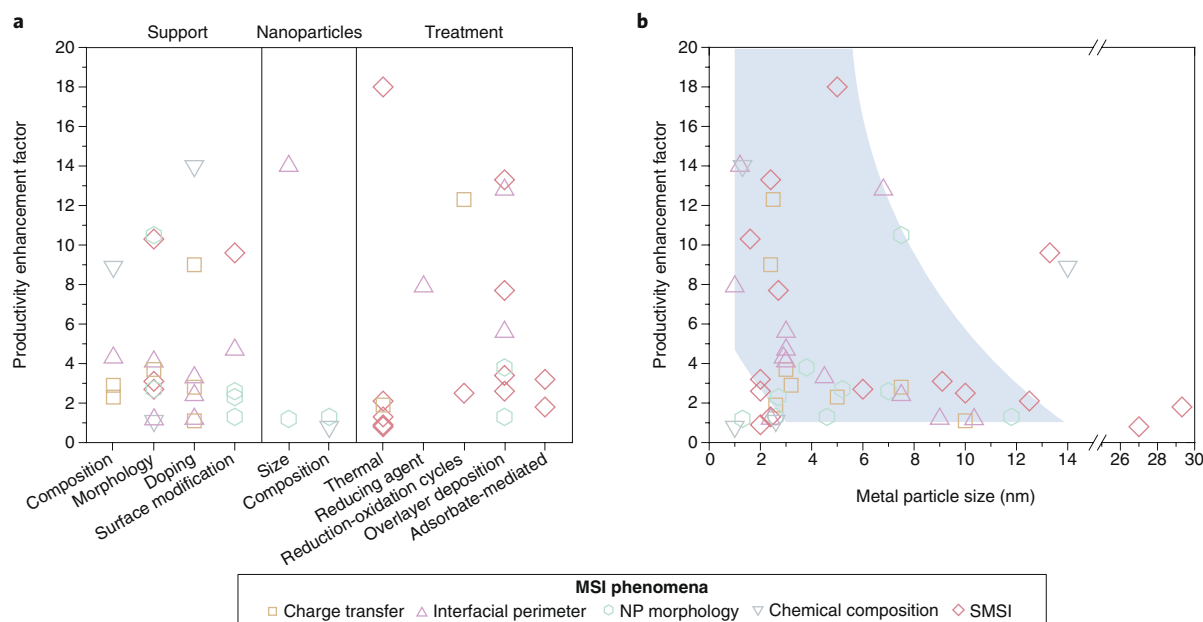 a
Support
Nanoparticles
Treatment
20
18
16
14
12
10
8
6
4
2
0
Productivity enhancement factor
Composition
Morphology
Doping
Surface modification
Size
Composition
Thermal
Reducing agent
Reduction-oxidation cycles
Overlayer deposition
Adsorbate-mediated
b
20
18
16
14
12
10
8
6
4
2
0
Productivity enhancement factor
0 2 4 6 8 10 12 14 26 28 30
Metal particle size (nm)
MSI phenomena
Charge transfer Interfacial perimeter NP morphology Chemical composition SMSI